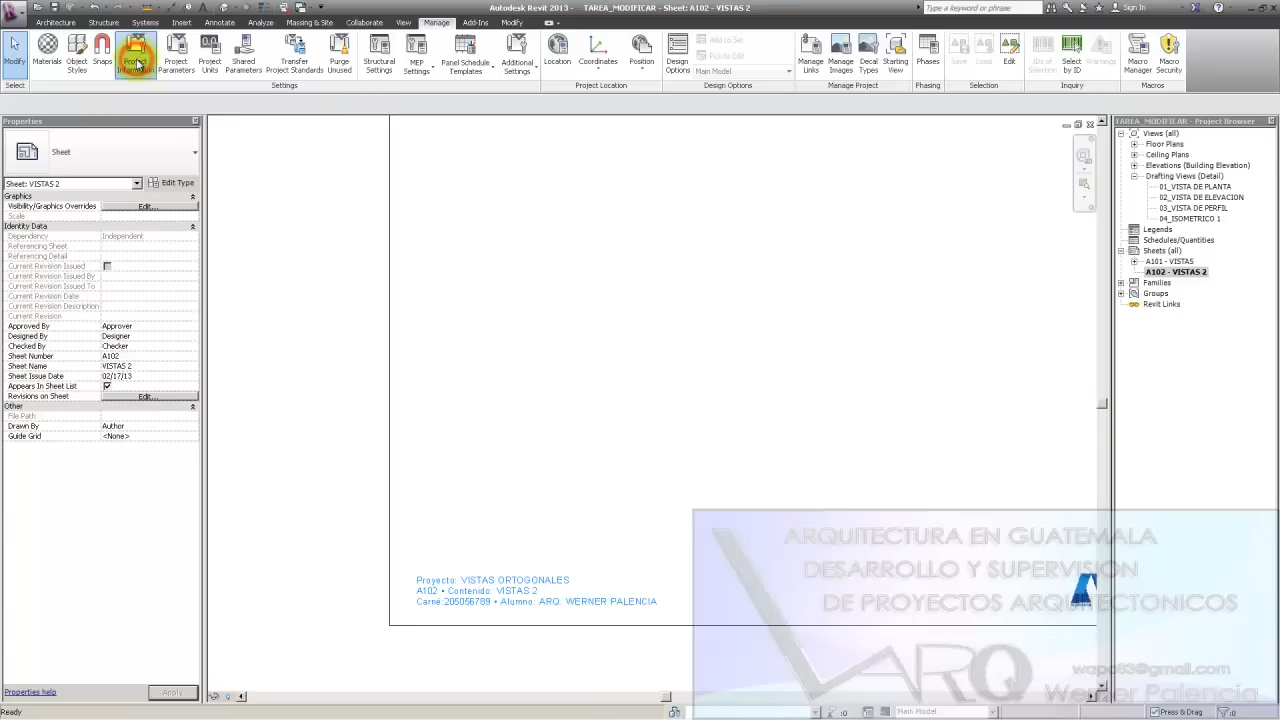 Autodesk Revit 2013 - TAREA_MODIFICAR - Sheet: A102 - VISTAS 2
Type a keyword or phrase
Sign In
Architecture Structure Systems Insert Annotate Analyze Massing & Site Collaborate View Manage Add-Ins Modify
Modify
Materials
Object Styles
Snaps
Project Information
Project Parameters
Project Units
Shared Parameters
Transfer Project Standards
Purge Unused
Structural Settings
MEP Settings
Panel Schedule Templates
Additional Settings
Location
Coordinates
Position
Design Options
Add to Set
Pick to Edit
Main Model
Manage Links
Manage Images
Decal Types
Starting View
Phases
Save
Load
Edit
IDs of Selection
Select by ID
Warnings
Macro Manager
Macro Security
Select
Settings
Project Location
Design Options
Manage Project
Phasing
Selection
Inquiry
Macros
Properties
Sheet
Sheet: VISTAS 2
Edit Type
Graphics
Visibility/Graphics Overrides Edit...
Scale
Identity Data
Dependency Independent
Referencing Sheet
Referencing Detail
Current Revision Issued
Current Revision Issued By
Current Revision Issued To
Current Revision Date
Current Revision Description
Current Revision
Approved By Approver
Designed By Designer
Checked By Checker
Sheet Number A102
Sheet Name VISTAS 2
Sheet Issue Date 02/17/13
Appears In Sheet List
Revisions on Sheet Edit...
Other
File Path
Drawn By Author
Guide Grid <None>
Properties help
Apply
Ready
Proyecto: VISTAS ORTOGONALES
A102 • Contenido: VISTAS 2
Carné:205056789 • Alumno: ARQ. WERNER PALENCIA
TAREA_MODIFICAR - Project Browser
Views (all)
Floor Plans
Ceiling Plans
Elevations (Building Elevation)
Drafting Views (Detail)
01_VISTA DE PLANTA
02_VISTA DE ELEVACION
03_VISTA DE PERFIL
04_ISOMETRICO 1
Legends
Schedules/Quantities
Sheets (all)
A101 - VISTAS
A102 - VISTAS 2
Families
Groups
Revit Links
ARQUITECTURA EN GUATEMALA
DESARROLLO Y SUPERVISION
DE PROYECTOS ARQUITECTONICOS
ARQ
wapa83@gmail.com
Werner Palencia
:0
Main Model
Press & Drag
:0